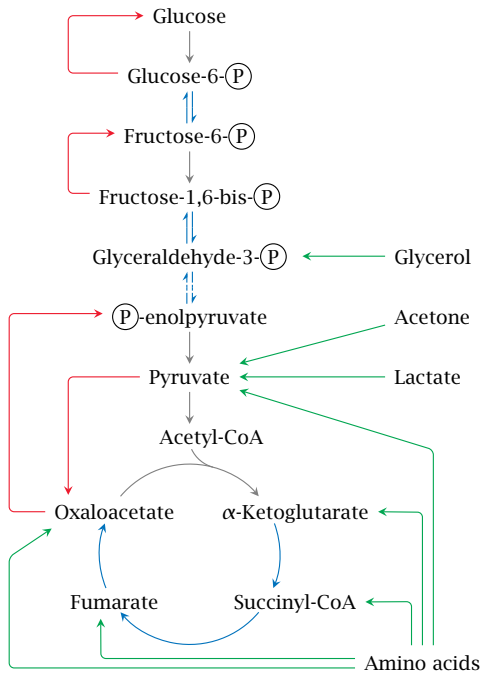 Glucose
Glucose-6-P
Fructose-6-P
Fructose-1,6-bis-P
Glyceraldehyde-3-P
Glycerol
P-enolpyruvate
Acetone
Pyruvate
Lactate
Acetyl-CoA
Oxaloacetate
α-Ketoglutarate
Fumarate
Succinyl-CoA
Amino acids